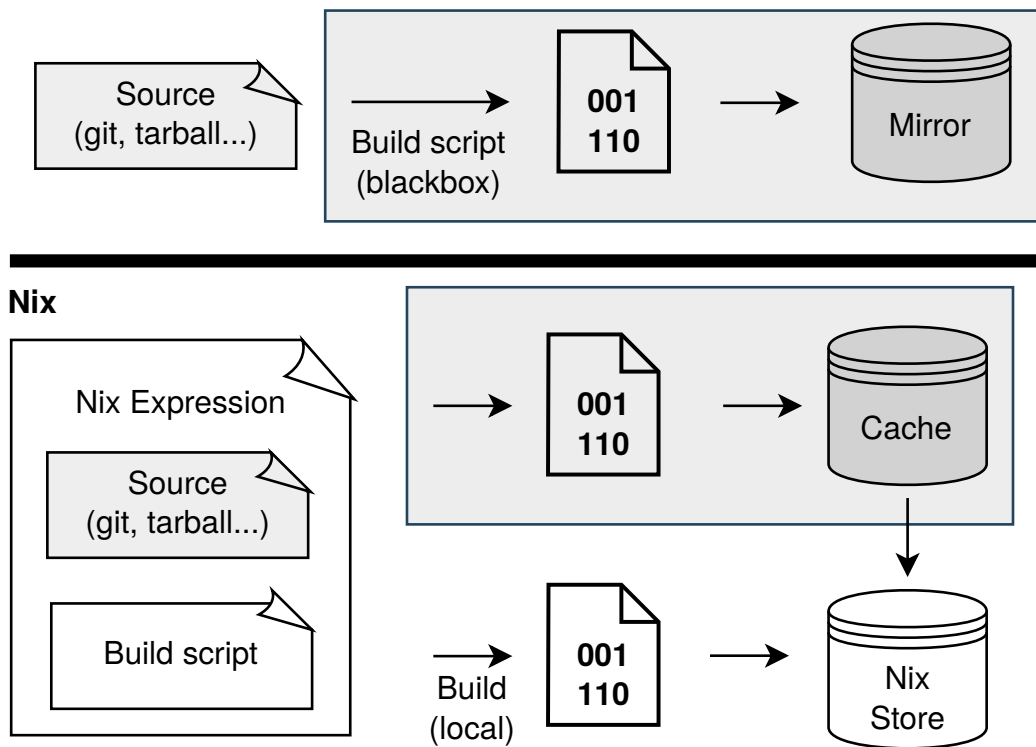 Source
(git, tarball...)
Build script
(blackbox)
001
110
Mirror
Nix
Nix Expression
Source
(git, tarball...)
Build script
001
110
Cache
Build
(local)
001
110
Nix
Store